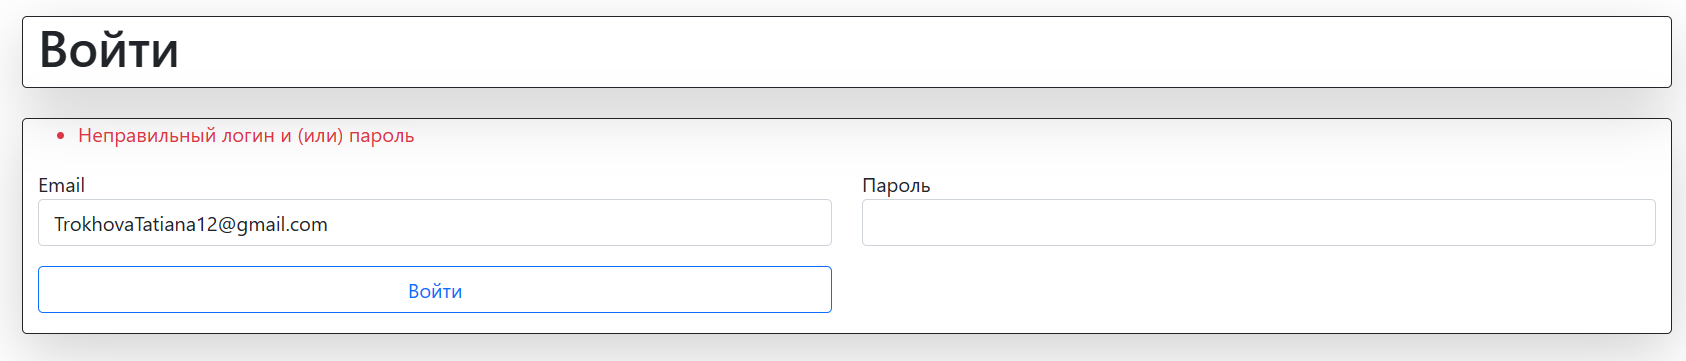 Войти
Неправильный логин и (или) пароль
Email
Пароль
TrokhovaTatiana12@gmail.com
Войти